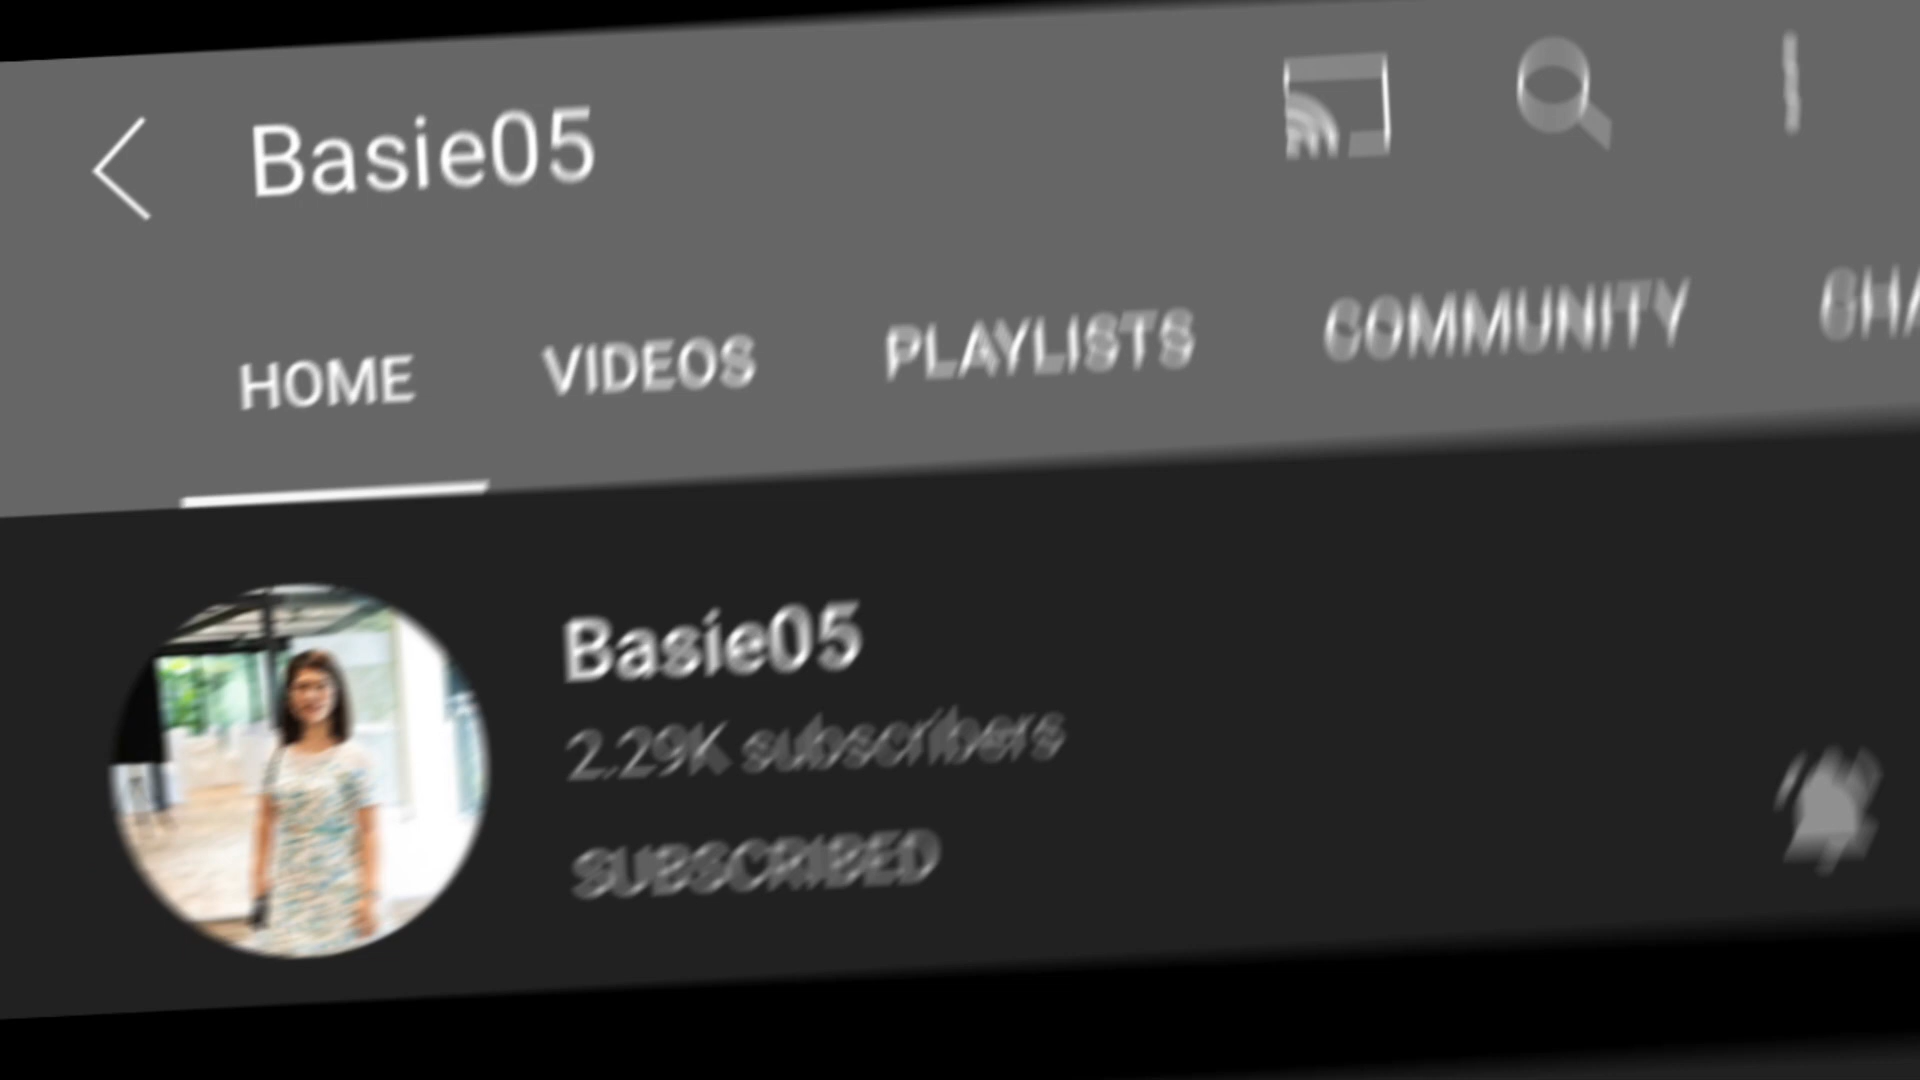 Basie05
HOME VIDEOS PLAYLISTS COMMUNITY
Basie05
2.29K subscribers
SUBSCRIBED